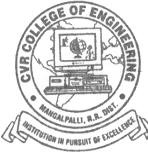 CVR COLLEGE OF ENGINEERING
MANGALPALLI, R.R. DIST.
INSTITUTION IN PURSUIT OF EXCELLENCE